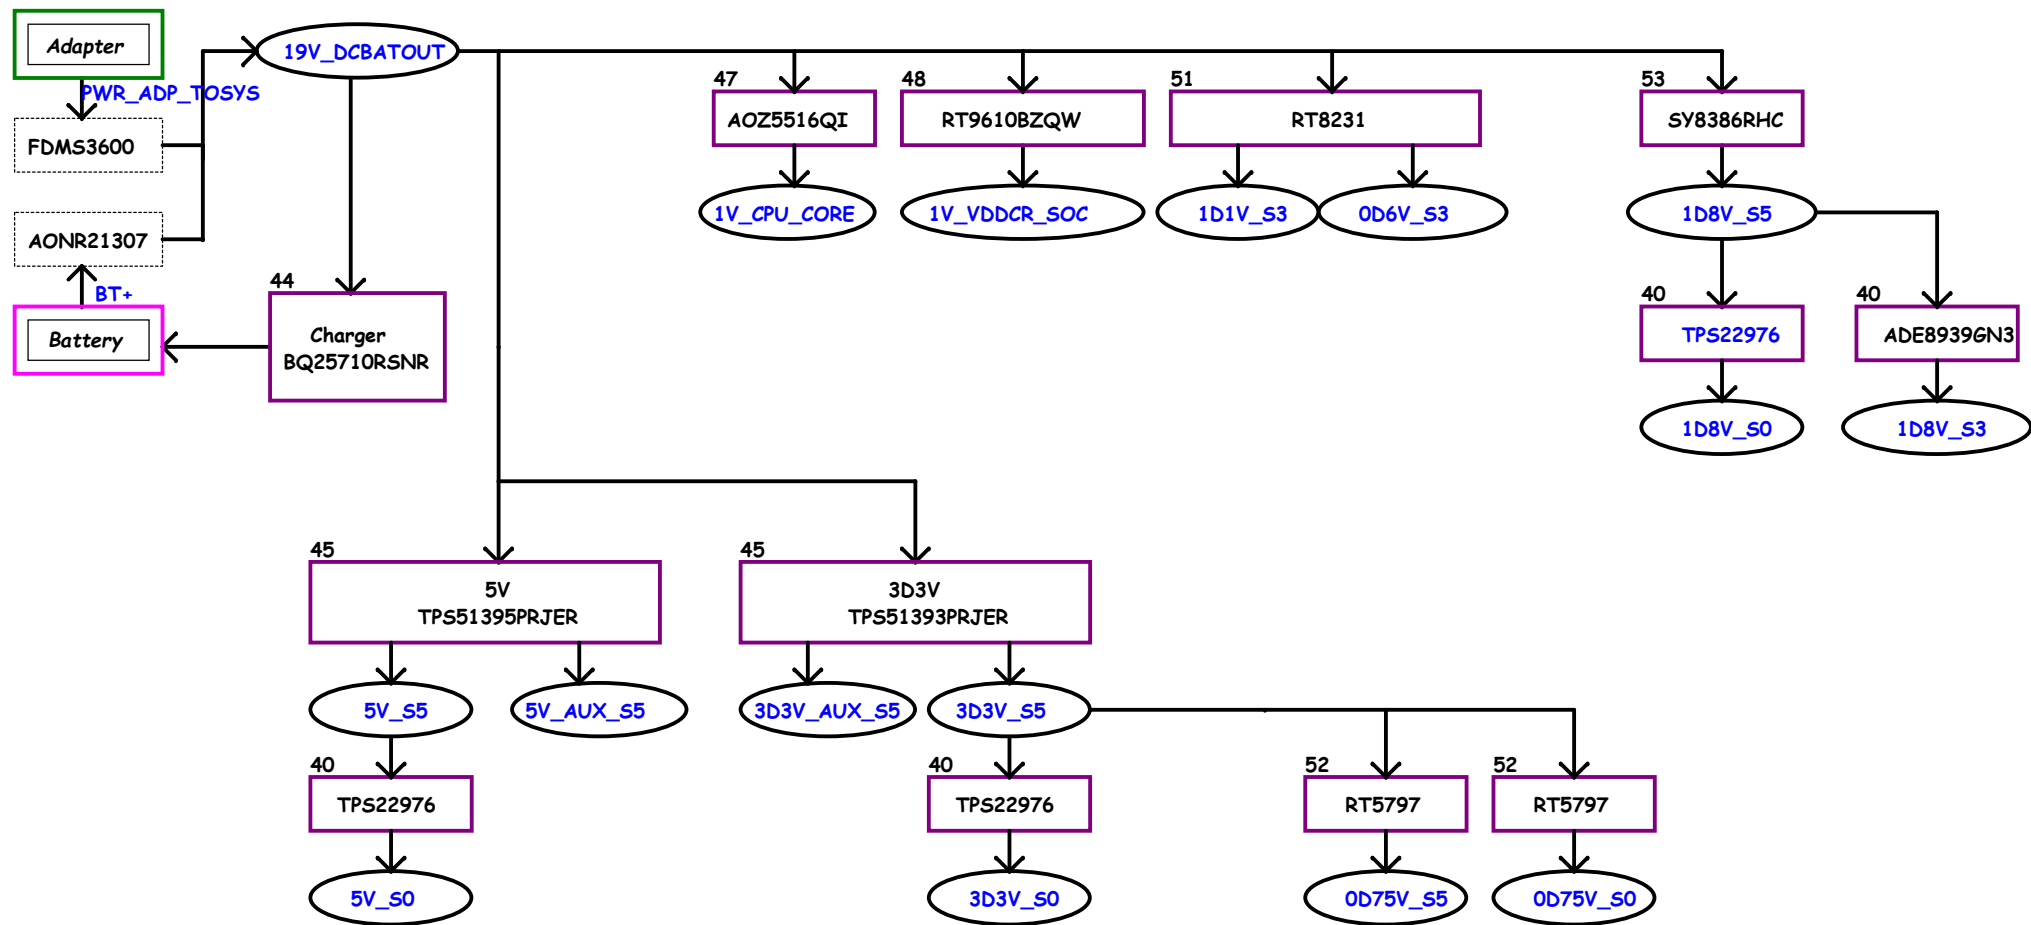 Adapter
19V_DCBATOUT
PWR_ADP_TOSYS
FDMS3600
AONR21307
BT+
Battery
44
Charger
BQ25710RSNR
47
AOZ5516QI
1V_CPU_CORE
48
RT9610BZQW
1V_VDDCR_SOC
51
RT8231
1D1V_S3
0D6V_S3
53
SY8386RHC
1D8V_S5
40
TPS22976
1D8V_S0
40
ADE8939GN3
1D8V_S3
45
5V
TPS51395PRJER
5V_S5
5V_AUX_S5
40
TPS22976
5V_S0
45
3D3V
TPS51393PRJER
3D3V_AUX_S5
3D3V_S5
40
TPS22976
3D3V_S0
52
RT5797
0D75V_S5
52
RT5797
0D75V_S0